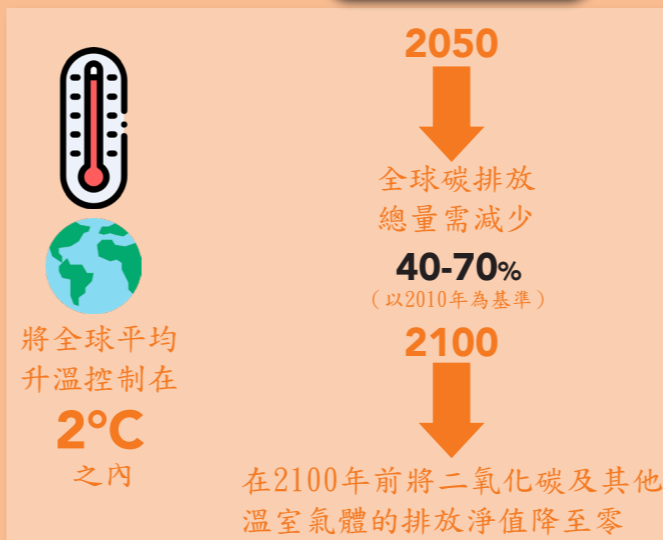 將全球平均
升溫控制在
2°C
之內
2050
全球碳排放
總量需減少
40-70%
（以2010年為基準）
2100
在2100年前將二氧化碳及其他
溫室氣體的排放淨值降至零